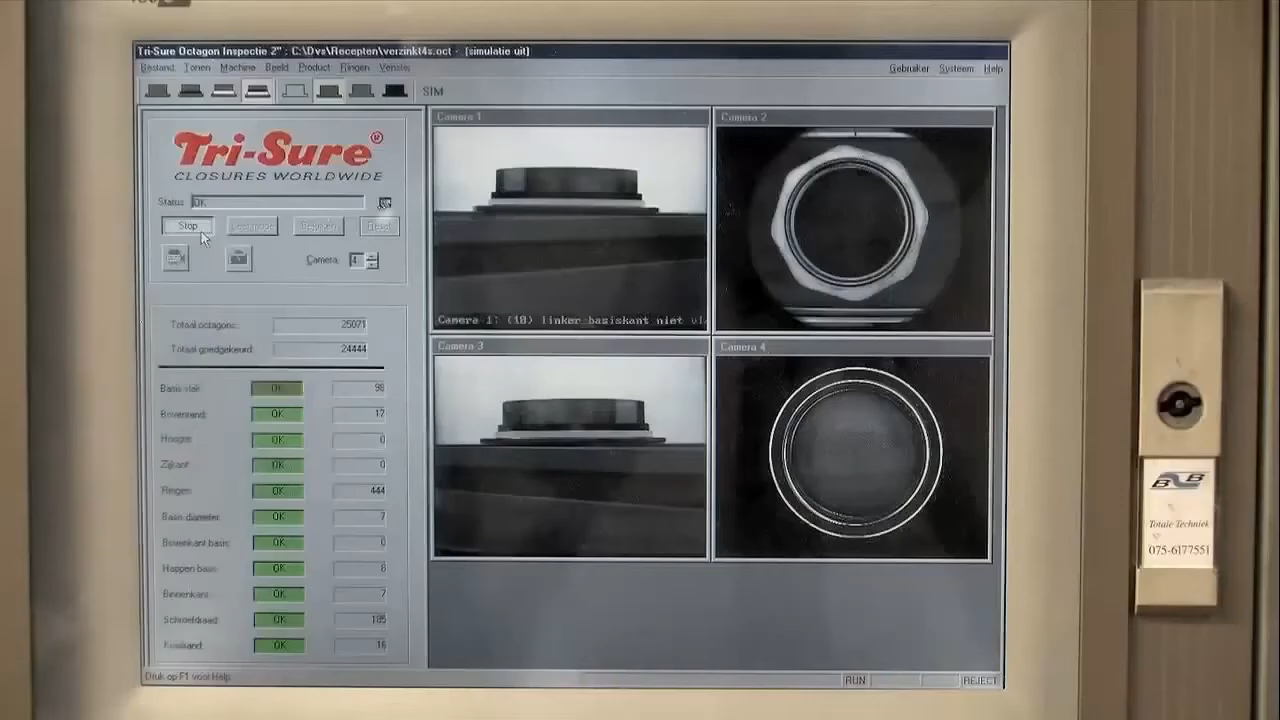 Tri-Sure Octagon Inspectie 2" : C:\Dvs\Recepten\verzinkt4s.oct - (simulatie uit)
Bestand Tonen Machine Beeld Product Ringen Venster Gebruiker Systeem Help
SIM
Tri-Sure
CLOSURES WORLDWIDE
Status: OK
Stop Reset
Camera: 4
Totaal octagons: 25071
Totaal goedgekeurd: 24444
Basis vlak: OK 98
Bovenrand: OK 17
Hoogte: OK 0
Zijkant: OK 0
Ringen: OK 444
Basis diameter: OK 7
Bovenkant basis: OK 0
Happen basis: OK 8
Binnenkant: OK 7
Schroefdraad: OK 185
OK 16
Camera 1
Camera 1: (18) linker basiskant niet
Camera 2
Camera 3
Camera 4
Druk op F1 voor Help
RUN REJECT
BB
Totale Techniek
075-6177551